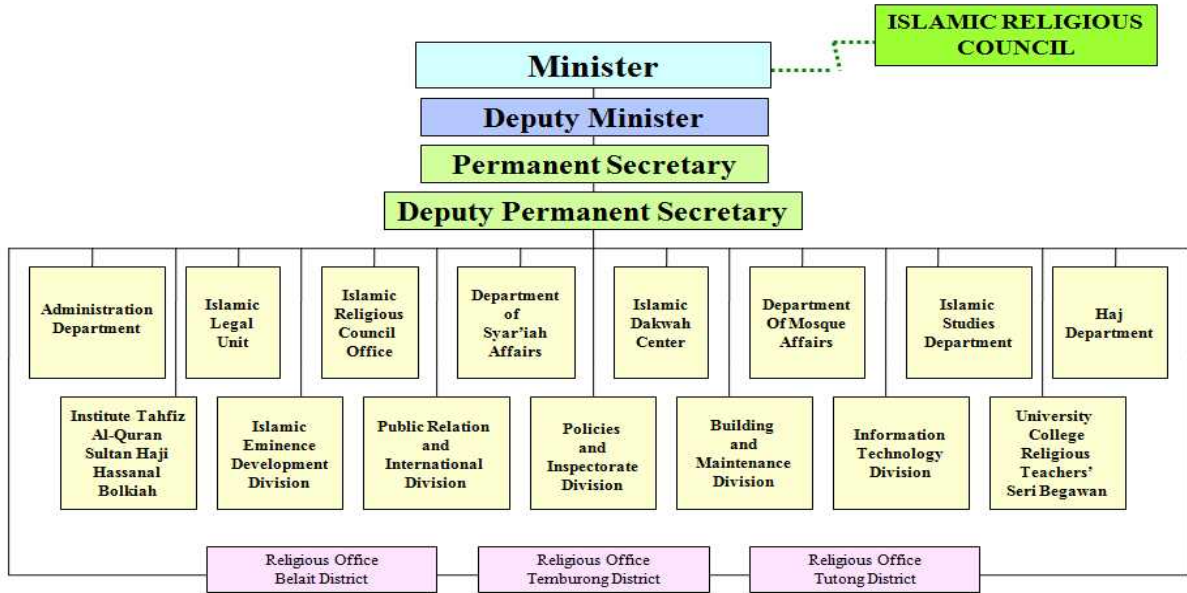 ISLAMIC RELIGIOUS
COUNCIL
Minister
Deputy Minister
Permanent Secretary
Deputy Permanent Secretary
Administration
Department
Islamic
Legal
Unit
Islamic
Religious
Council
Office
Department
of
Syar'iah
Affairs
Islamic
Dakwah
Center
Department
Of Mosque
Affairs
Islamic
Studies
Department
Haj
Department
Institute Tahfiz
Al-Quran
Sultan Haji
Hassanal
Bolkiah
Islamic
Eminence
Development
Division
Public Relation
and
International
Division
Policies
and
Inspectorate
Division
Building
and
Maintenance
Division
Information
Technology
Division
University
College
Religious
Teachers'
Seri Begawan
Religious Office
Belait District
Religious Office
Temburong District
Religious Office
Tutong District